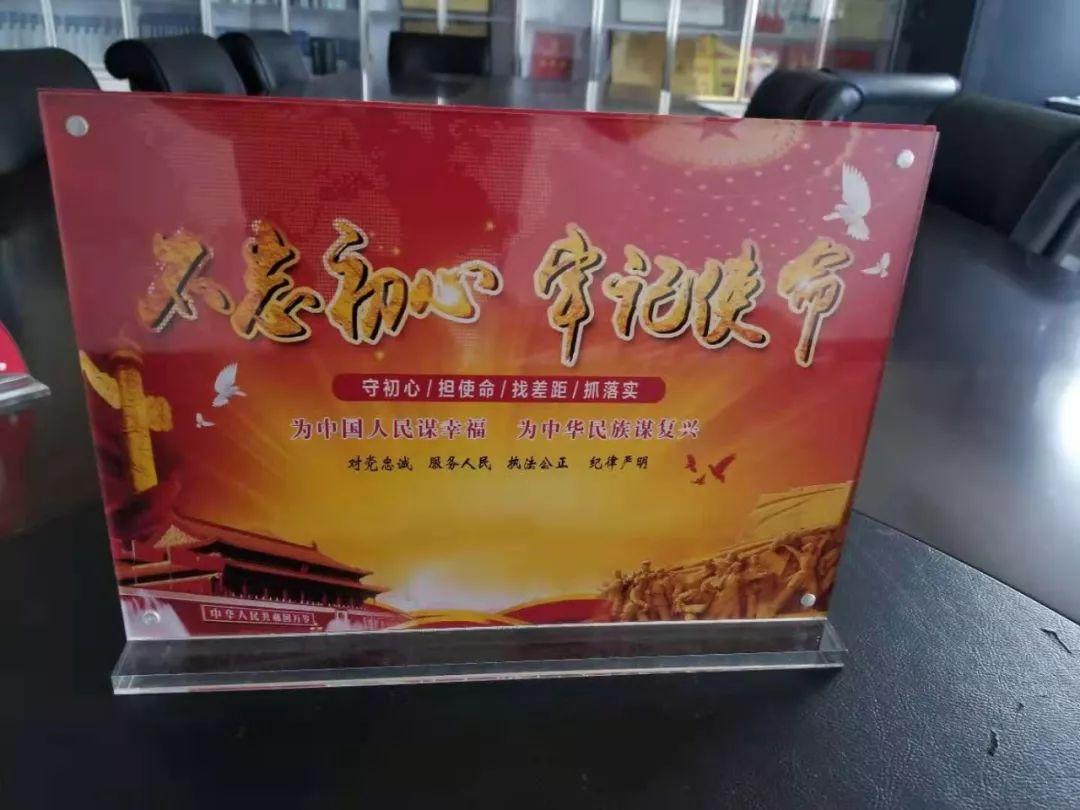 不忘初心 牢记使命
守初心/担使命/找差距/抓落实
为中国人民谋幸福 为中华民族谋复兴
对党忠诚 服务人民 执法公正 纪律严明
中华人民共和国万岁